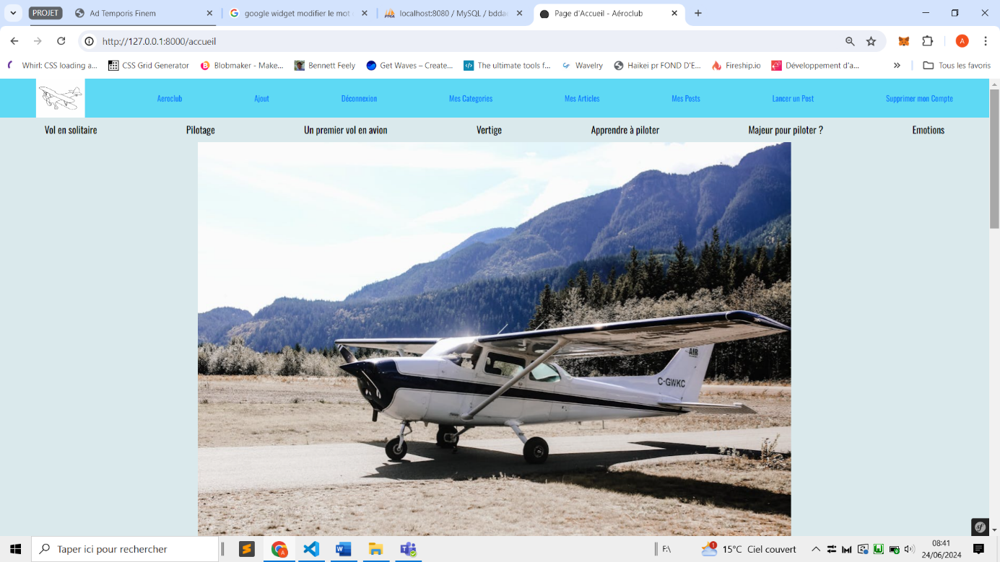 PROJET
Ad Temporis Finem
google widget modifier le mot
localhost:8080 / MySQL / bddae
Page d'Accueil - Aéroclub
http://127.0.0.1:8000/accueil
A
Whirl: CSS loading a...
CSS Grid Generator
Blobmaker - Make...
Bennett Feely
Get Waves – Create...
The ultimate tools f...
Wavelry
Haikei pr FOND D'E...
Fireship.io
Développement d'a...
Tous les favoris
Aeroclub
Ajout
Déconnexion
Mes Categories
Mes Articles
Mes Posts
Lancer un Post
Supprimer mon Compte
Vol en solitaire
Pilotage
Un premier vol en avion
Vertige
Apprendre à piloter
Majeur pour piloter ?
Emotions
AIR
C-GWKC
sf
Taper ici pour rechercher
F:\
1
15°C Ciel couvert
08:41
24/06/2024